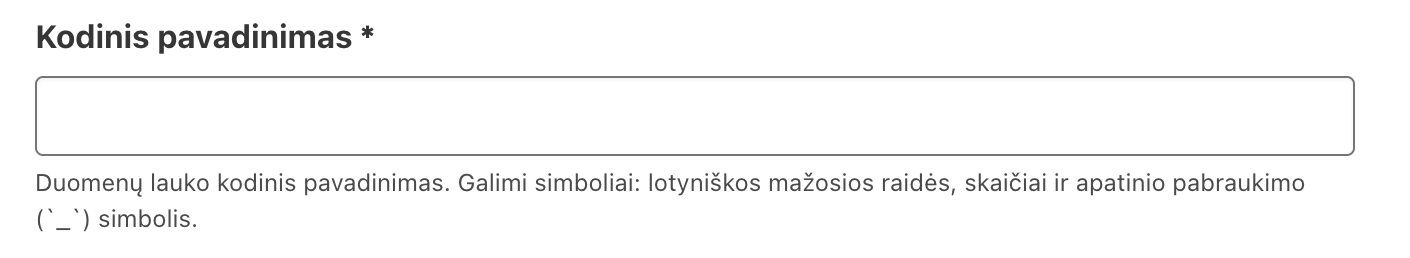 Kodinis pavadinimas *
Duomenų lauko kodinis pavadinimas. Galimi simboliai: lotyniškos mažosios raidės, skaičiai ir apatinio pabraukimo
(`_`) simbolis.